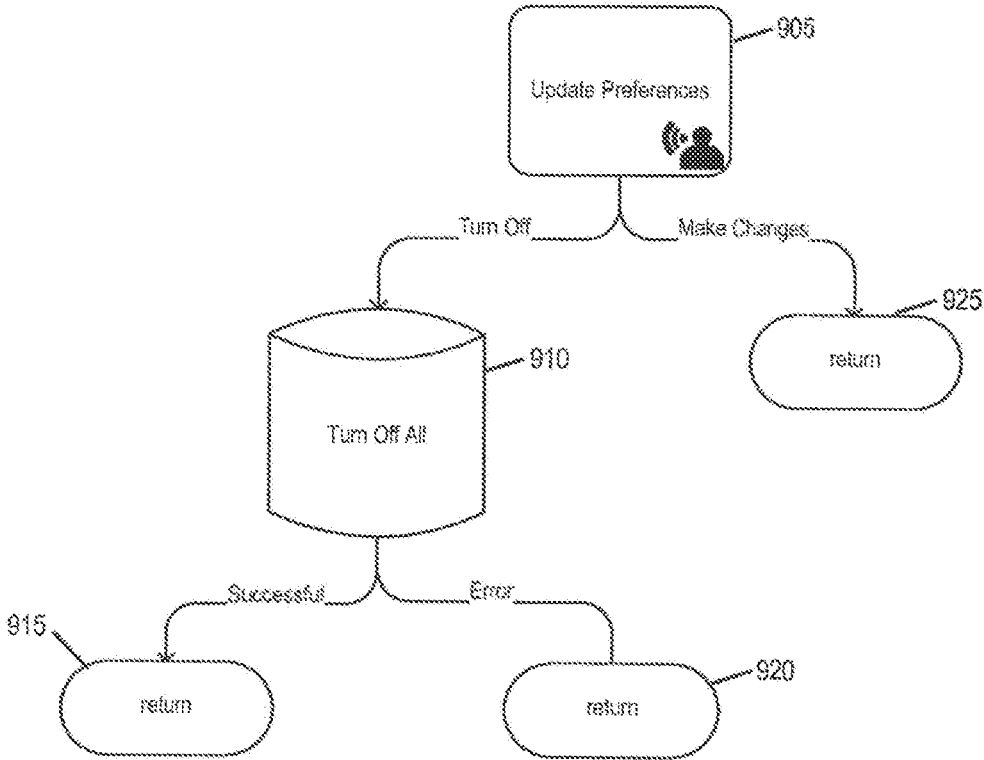 905
Update Preferences
Turn Off
Make Changes
925
return
910
Turn Off All
Successful
Error
915
return
920
return